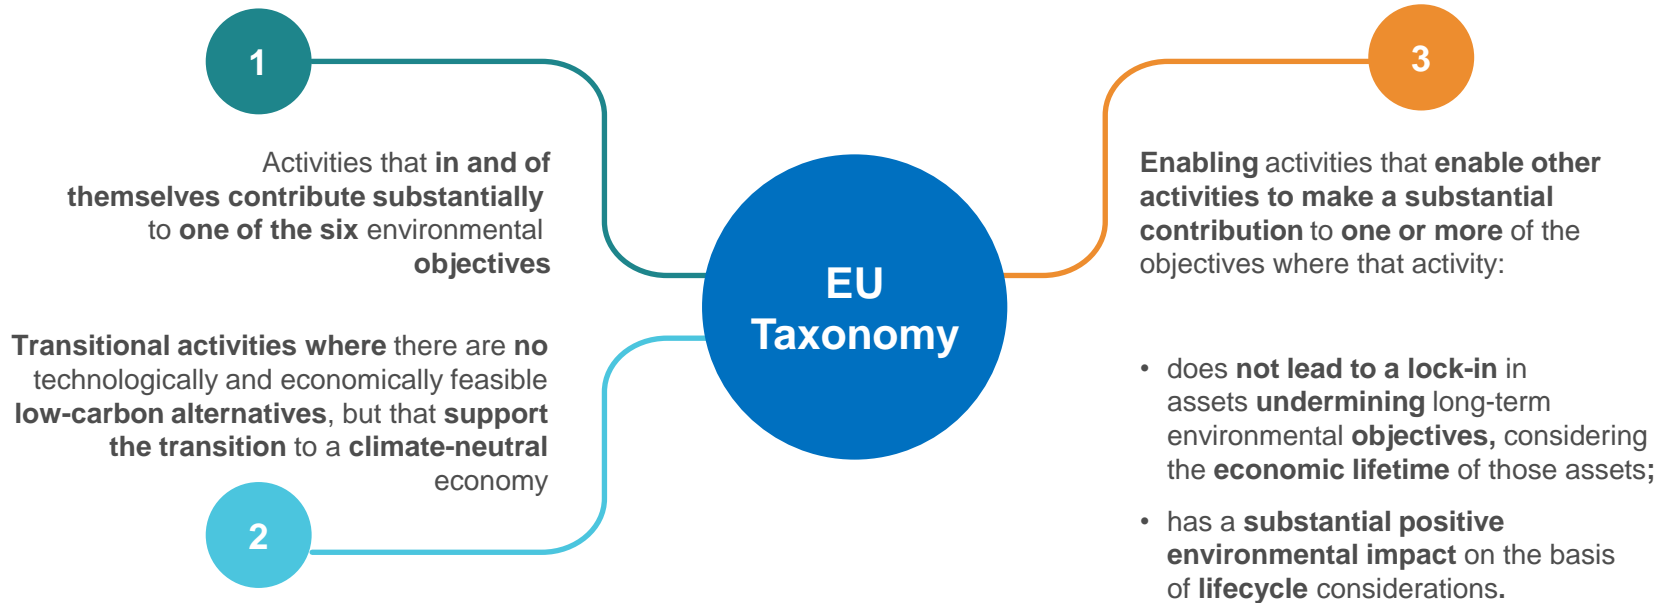 1
Activities that in and of
themselves contribute substantially
to one of the six environmental
objectives
Transitional activities where there are no
technologically and economically feasible
low-carbon alternatives, but that support
the transition to a climate-neutral
economy
2
EU
Taxonomy
3
Enabling activities that enable other
activities to make a substantial
contribution to one or more of the
objectives where that activity:
• does not lead to a lock-in in
assets undermining long-term
environmental objectives, considering
the economic lifetime of those assets;
• has a substantial positive
environmental impact on the basis
of lifecycle considerations.